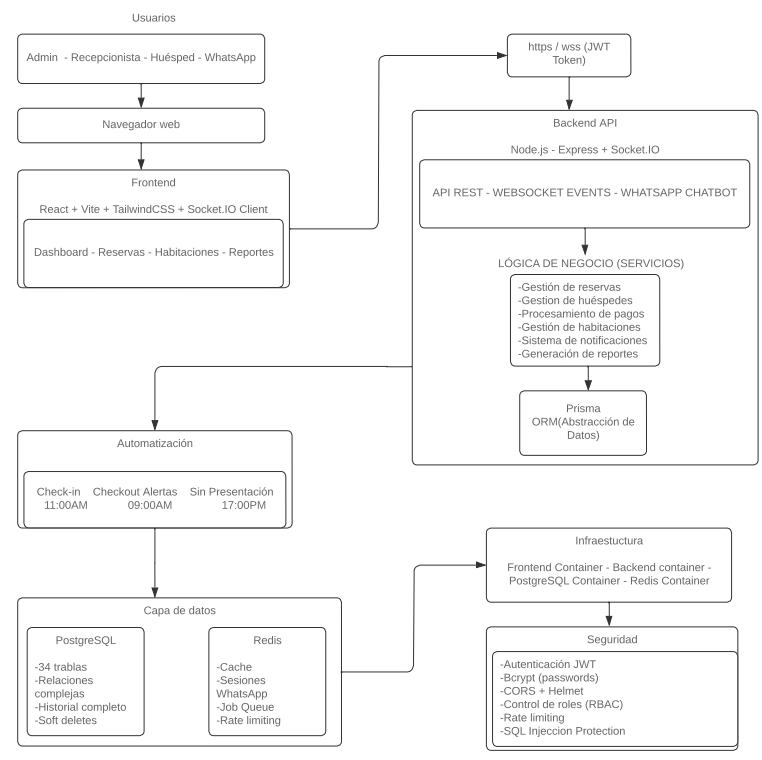 Usuarios
Admin - Recepcionista - Huésped - WhatsApp
Navegador web
Frontend
React + Vite + TailwindCSS + Socket.IO Client
Dashboard - Reservas - Habitaciones - Reportes
https / wss (JWT
Token)
Backend API
Node.js - Express + Socket.IO
API REST - WEBSOCKET EVENTS - WHATSAPP CHATBOT
LÓGICA DE NEGOCIO (SERVICIOS)
-Gestión de reservas
-Gestion de huéspedes
-Procesamiento de pagos
-Gestión de habitaciones
-Sistema de notificaciones
-Generación de reportes
Prisma
ORM(Abstracción de
Datos)
Automatización
Check-in Checkout Alertas Sin Presentación
11:00AM 09:00AM 17:00PM
Capa de datos
PostgreSQL
-34 trablas
-Relaciones
complejas
-Historial completo
-Soft deletes
Redis
-Cache
-Sesiones
WhatsApp
-Job Queue
-Rate limiting
Infraestuctura
Frontend Container - Backend container -
PostgreSQL Container - Redis Container
Seguridad
-Autenticación JWT
-Bcrypt (passwords)
-CORS + Helmet
-Control de roles (RBAC)
-Rate limiting
-SQL Injeccion Protection